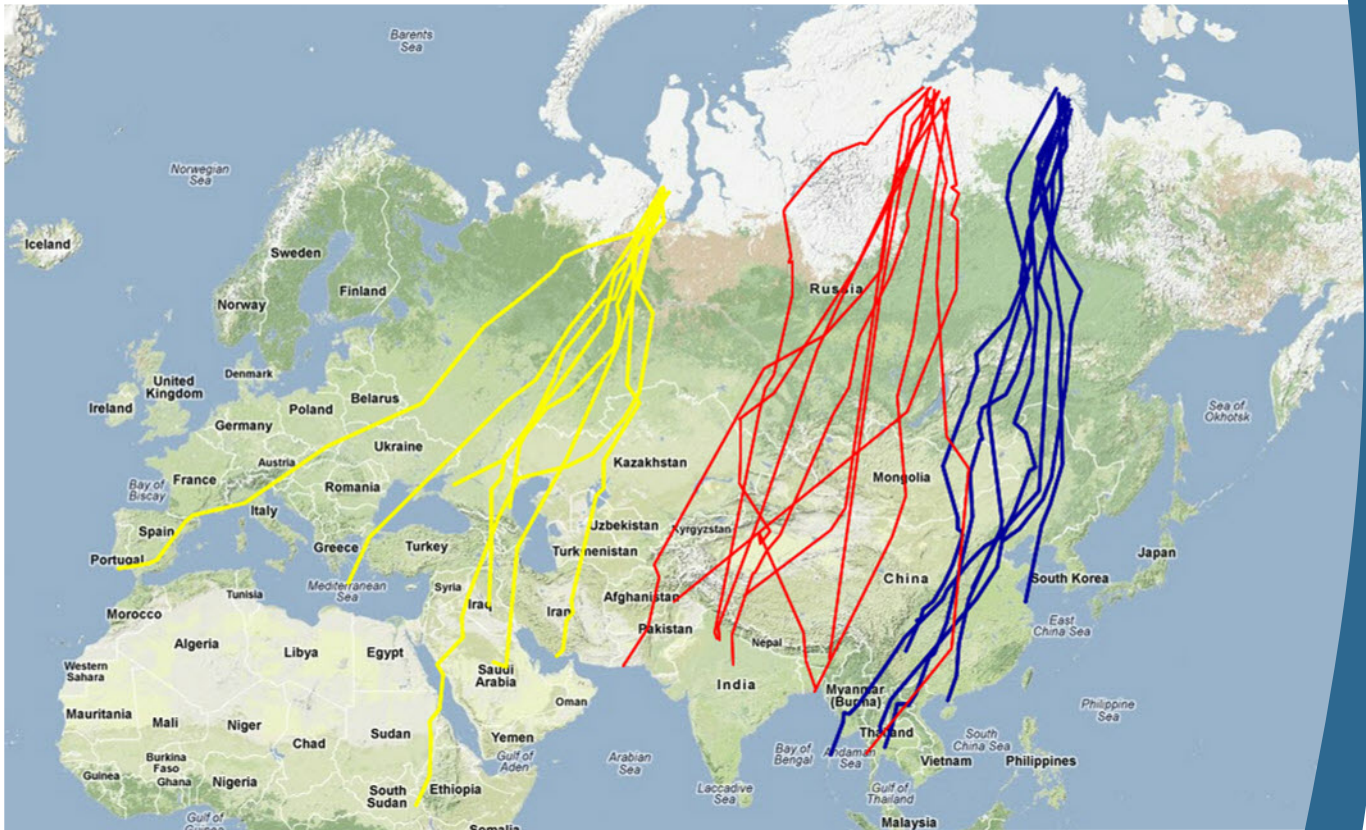 Barents
Sea
Norwegian
Sea
Iceland
Sweden
Finland
Norway
Russia
Denmark
United
Kingdom
Ireland
Belarus
Poland
Germany
Sea of
Okhotsk
Ukraine
Austria
Kazakhstan
France
Bay of
Biscay
Romania
Mongolia
Italy
Spain
Uzbekistan
Kyrgyzstan
Portugal
Greece
Turkey
Turkmenistan
Japan
China
South Korea
Mediterranean
Sea
Syria
Tunisia
Morocco
Iraq
Iran
Afghanistan
Pakistan
East
China Sea
Nepal
Algeria
Libya
Egypt
Western
Sahara
Saudi
Arabia
India
Myanmar
(Burma)
Oman
Philippine
Sea
Mauritania
Mali
Niger
Chad
Sudan
Yemen
Gulf of
Aden
Arabian
Sea
Bay of
Bengal
Andaman
Sea
Thailand
South
China Sea
Vietnam
Philippines
Burkina
Faso
Guinea
Ghana
Nigeria
South
Sudan
Ethiopia
Laccadive
Sea
Gulf of
Thailand
Gulf of
Somalia
Malaysia